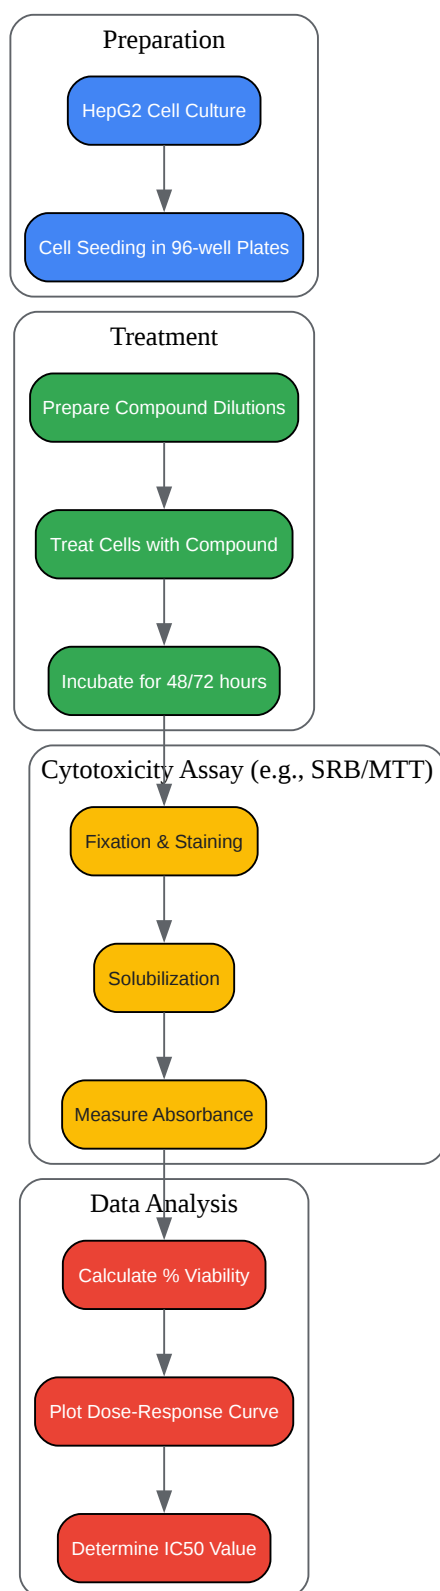 Preparation
HepG2 Cell Culture
Cell Seeding in 96-well Plates
Treatment
Prepare Compound Dilutions
Treat Cells with Compound
Incubate for 48/72 hours
Cytotoxicity Assay (e.g., SRB/MTT)
Fixation & Staining
Solubilization
Measure Absorbance
Data Analysis
Calculate % Viability
Plot Dose-Response Curve
Determine IC50 Value